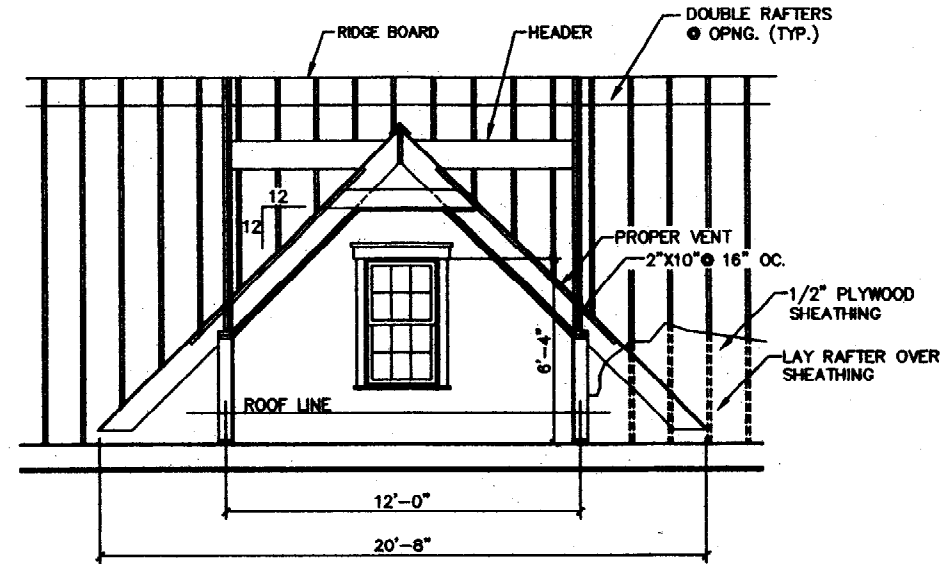 DOUBLE RAFTERS
@ OPNG. (TYP.)
RIDGE BOARD
HEADER
12
12
PROPER VENT
2"X10"@ 16" OC.
1/2" PLYWOOD
SHEATHING
6'-4"
LAY RAFTER OVER
SHEATHING
ROOF LINE
12'-0"
20'-8"